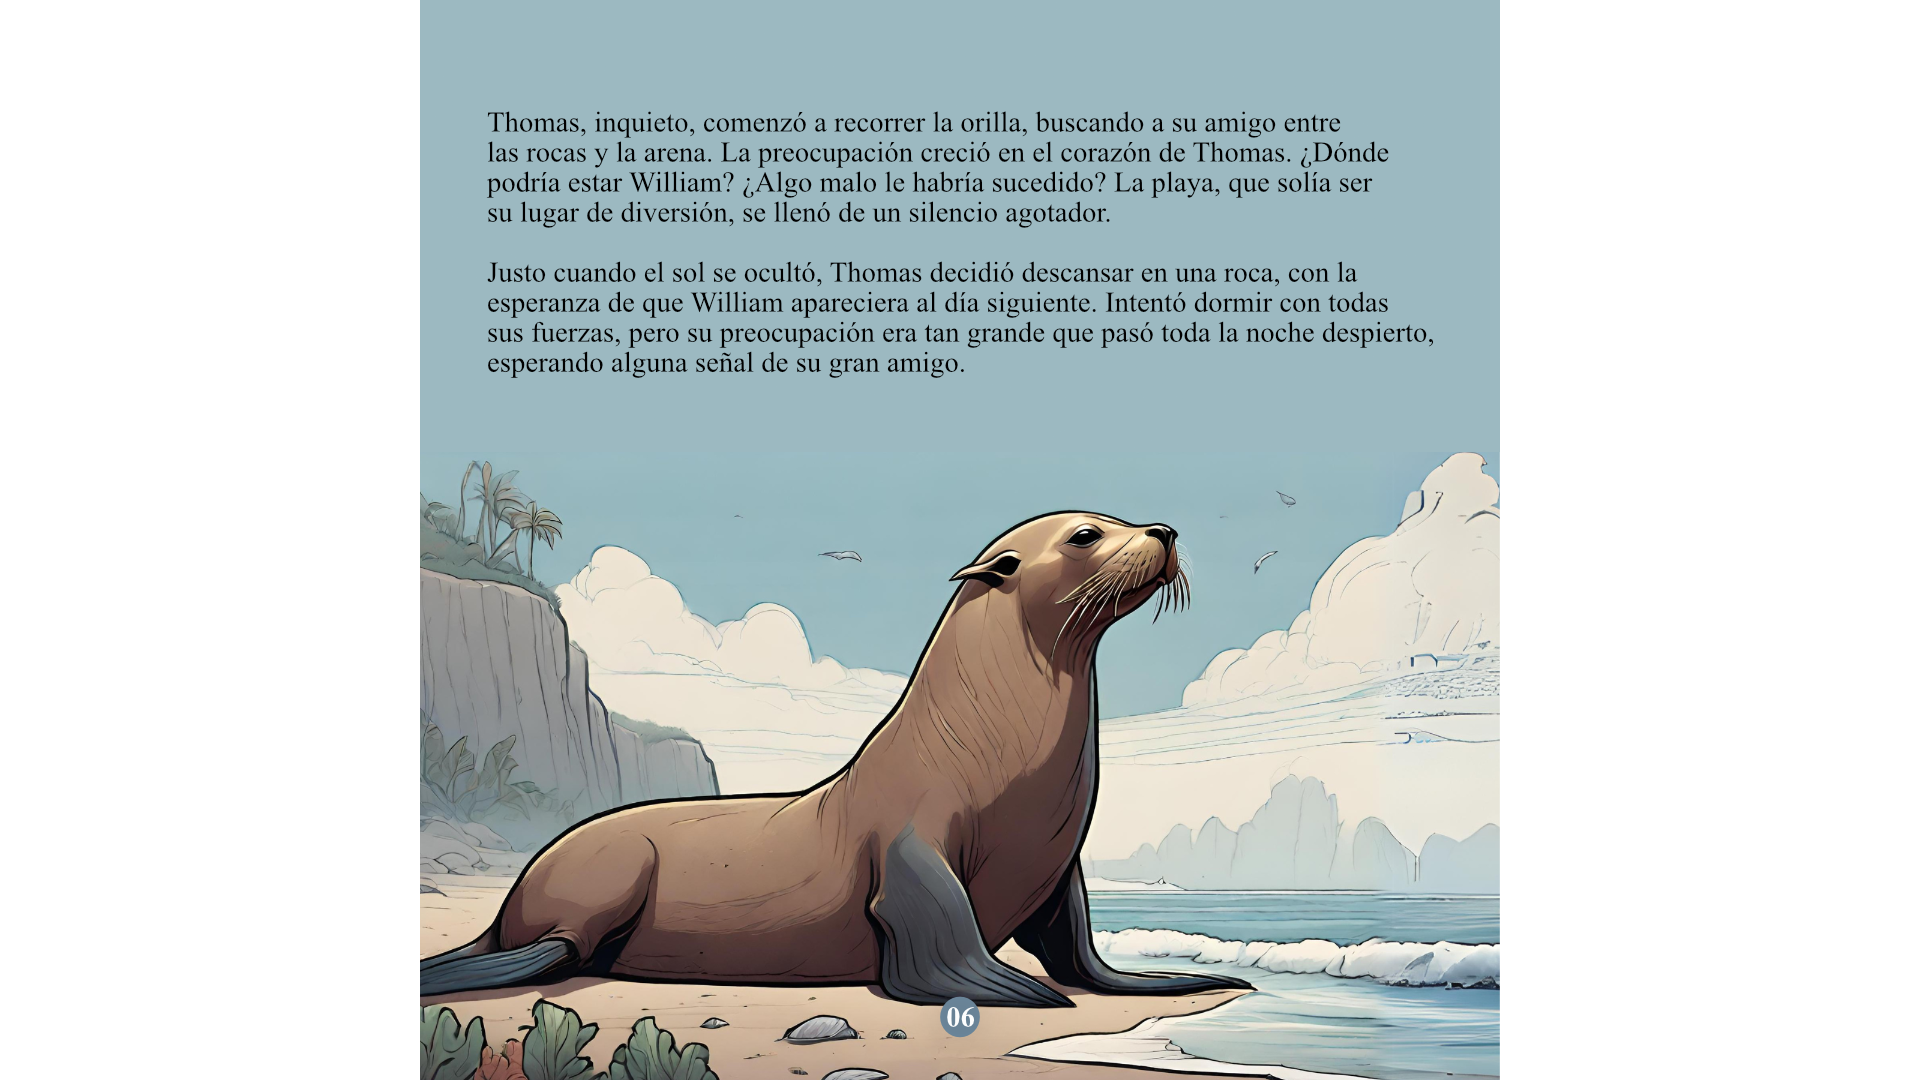 Thomas, inquieto, comenzó a recorrer la orilla, buscando a su amigo entre
las rocas y la arena. La preocupación creció en el corazón de Thomas. ¿Dónde
podría estar William? ¿Algo malo le habría sucedido? La playa, que solía ser
su lugar de diversión, se llenó de un silencio agotador.
Justo cuando el sol se ocultó, Thomas decidió descansar en una roca, con la
esperanza de que William apareciera al día siguiente. Intentó dormir con todas
sus fuerzas, pero su preocupación era tan grande que pasó toda la noche despierto,
esperando alguna señal de su gran amigo.
06